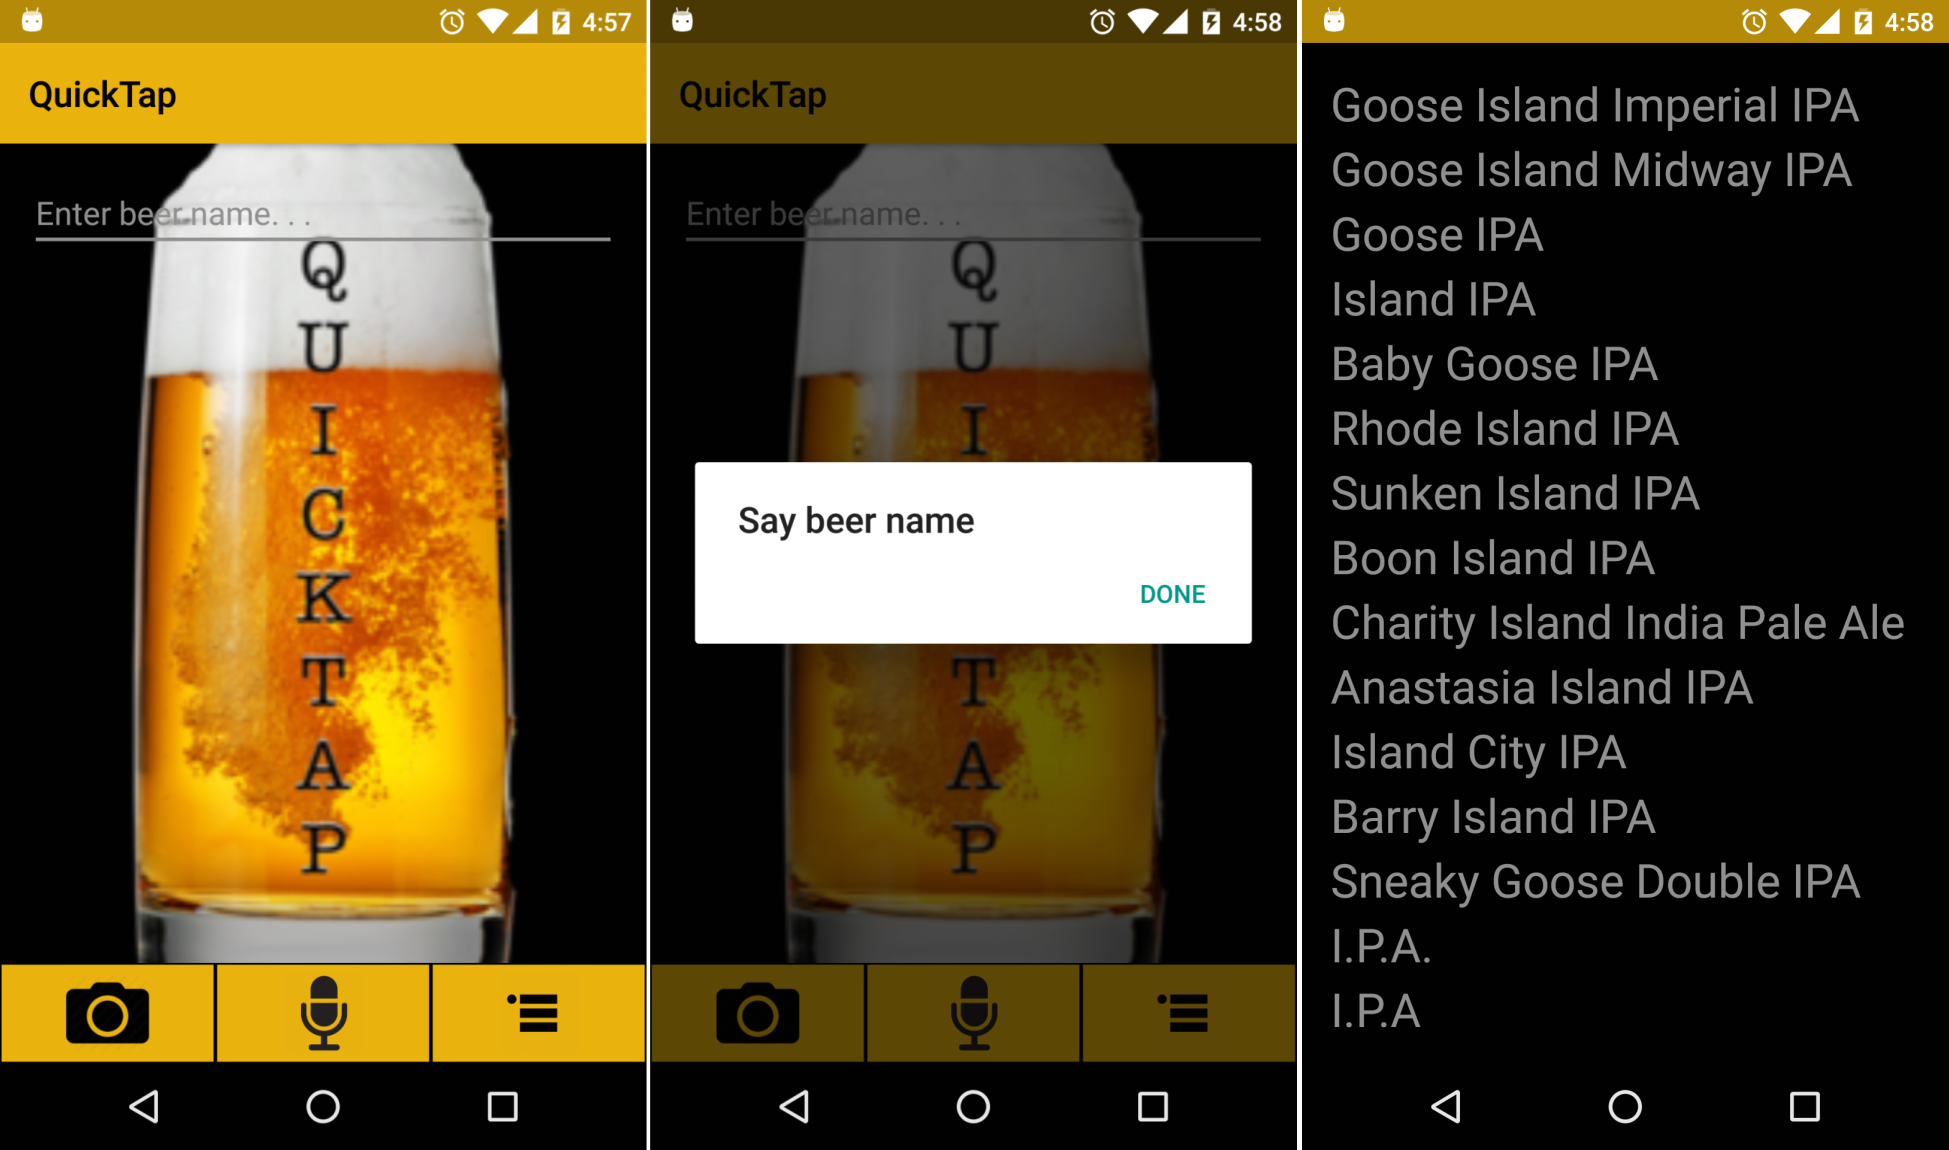 4:57
QuickTap
Enter beer name. . .
Q
U
I
C
K
T
A
P
4:58
QuickTap
Enter beer name. . .
Q
U
I
Say beer name
DONE
T
A
P
4:58
Goose Island Imperial IPA
Goose Island Midway IPA
Goose IPA
Island IPA
Baby Goose IPA
Rhode Island IPA
Sunken Island IPA
Boon Island IPA
Charity Island India Pale Ale
Anastasia Island IPA
Island City IPA
Barry Island IPA
Sneaky Goose Double IPA
I.P.A.
I.P.A